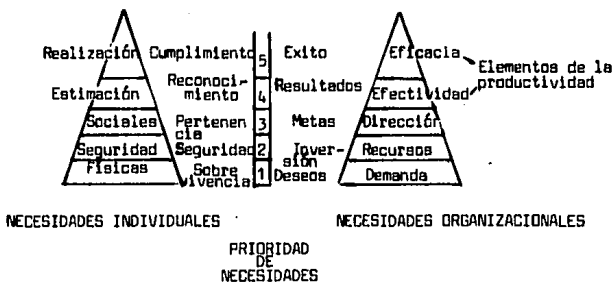 Realización Cumplimiento 5 Exito Eficacia
Elementos de la
productividad
Reconoci-
miento
Estimación 4 Resultados Efectividad
Sociales Pertenen
cia 3 Metas Dirección
Seguridad Seguridad 2 Inver-
sión Recursos
Físicas Sobre
vivencia 1 Deseos Demanda
NECESIDADES INDIVIDUALES NECESIDADES ORGANIZACIONALES
PRIORIDAD
DE
NECESIDADES